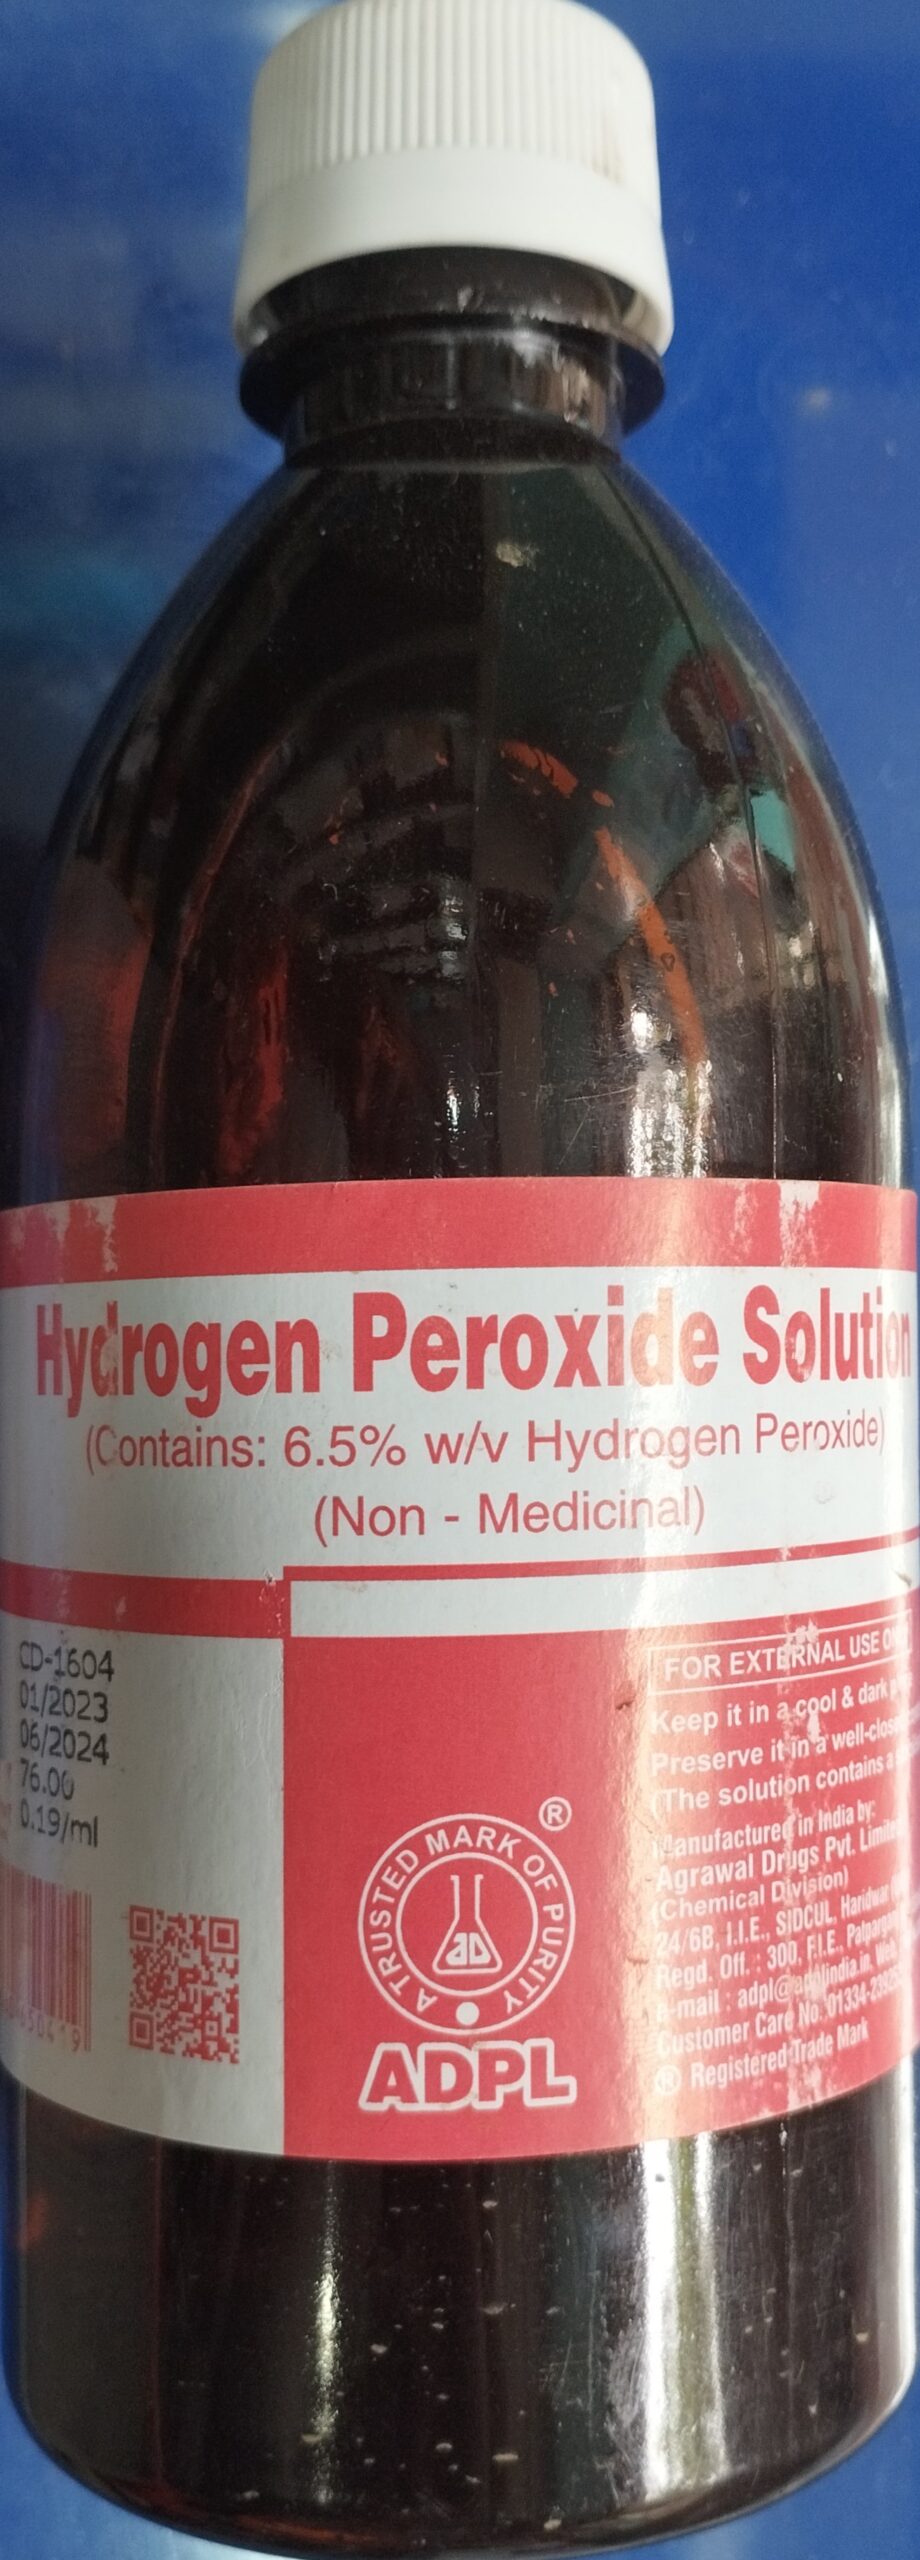 Hydrogen Peroxide Solution
(Contains: 6.5% w/v Hydrogen Peroxide)
(Non - Medicinal)
CD-1604
01/2023
06/2024
76.00
0.19/ml
A TRUSTED MARK OF PURITY
®
ADPL
FOR EXTERNAL USE
Keep it in a cool & dark
Preserve it in a
The solution contains a
Manufactured in India by:
Agrawal Drugs Pvt.
(Chemical Division)
24/6B, I.I.E., SIDCUL, Haridwar
Regd. Off. : 300, F.I.E.,
e-mail : adpl@adplindia.in,
Customer Care No.
® Registered Trade Mark